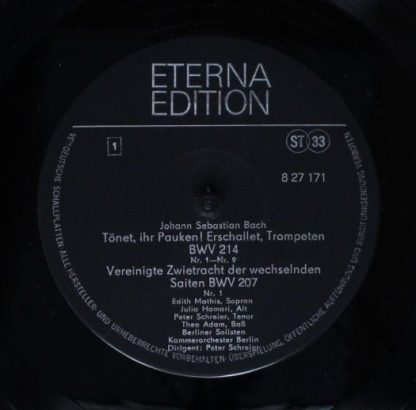 ETERNA
EDITION
1
ST 33
8 27 171
Johann Sebastian Bach
Tönet, ihr Pauken! Erschallet, Trompeten
BWV 214
Nr. 1—Nr. 9
Vereinigte Zwietracht der wechselnden
Saiten BWV 207
Nr. 1
Edith Mathis, Sopran
Julia Hamari, Alt
Peter Schreier, Tenor
Theo Adam, Baß
Berliner Solisten
Kammerorchester Berlin
Dirigent: Peter Schreier
VEB DEUTSCHE SCHALLPLATTEN·ALLE HERSTELLER- UND URHEBERRECHTE VORBEHALTEN·ÜBERSPIELUNG, ÖFFENTLICHE AUFFÜHRUNG UND RUNDFUNKSENDUNG VERBOTEN